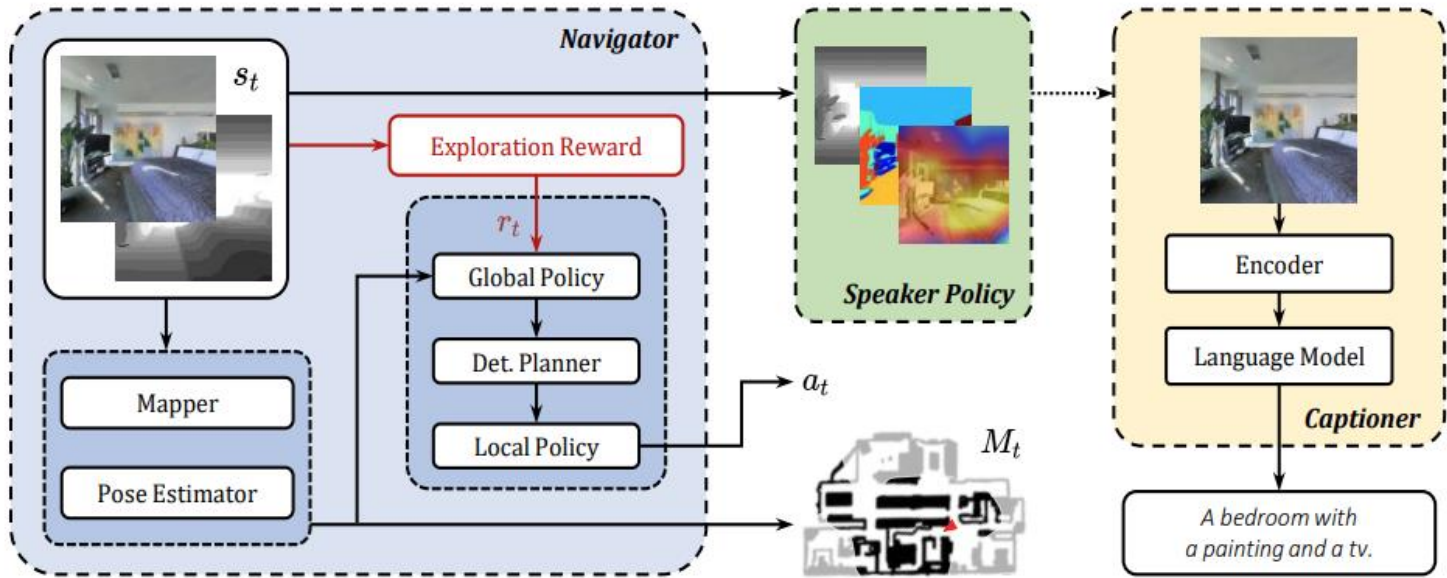 Navigator
s_t
Exploration Reward
r_t
Global Policy
Det. Planner
Local Policy
Mapper
Pose Estimator
Speaker Policy
a_t
M_t
Encoder
Language Model
Captioner
A bedroom with
a painting and a tv.